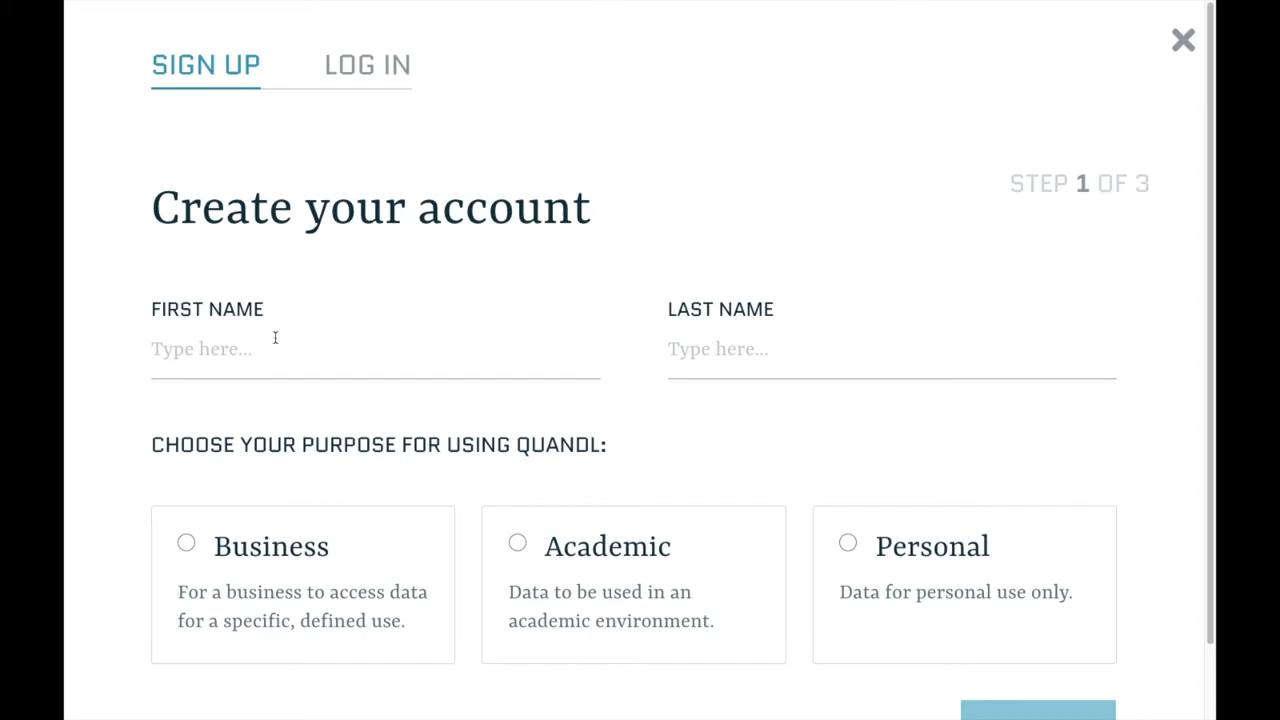 SIGN UP LOG IN
STEP 1 OF 3
Create your account
FIRST NAME LAST NAME
Type here... Type here...
CHOOSE YOUR PURPOSE FOR USING QUANDL:
Business
For a business to access data
for a specific, defined use.
Academic
Data to be used in an
academic environment.
Personal
Data for personal use only.